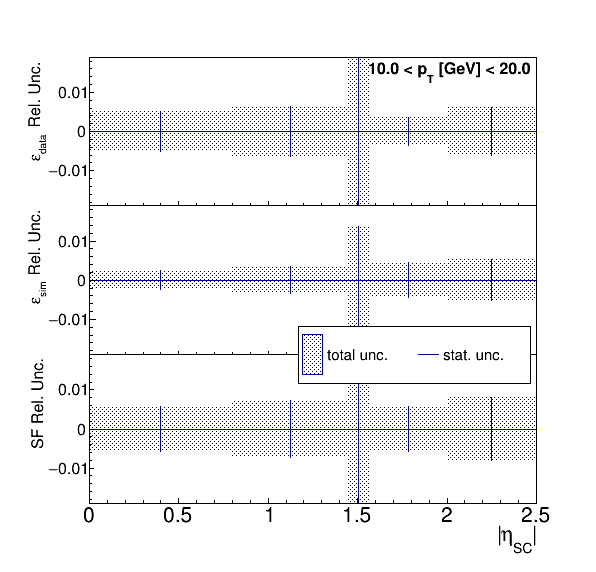 10.0 < p_T [GeV] < 20.0
ε_data Rel. Unc.
0.01
0
−0.01
ε_sim Rel. Unc.
0.01
0
−0.01
total unc. stat. unc.
SF Rel. Unc.
0.01
0
−0.01
0 0.5 1 1.5 2 2.5
|η_SC|